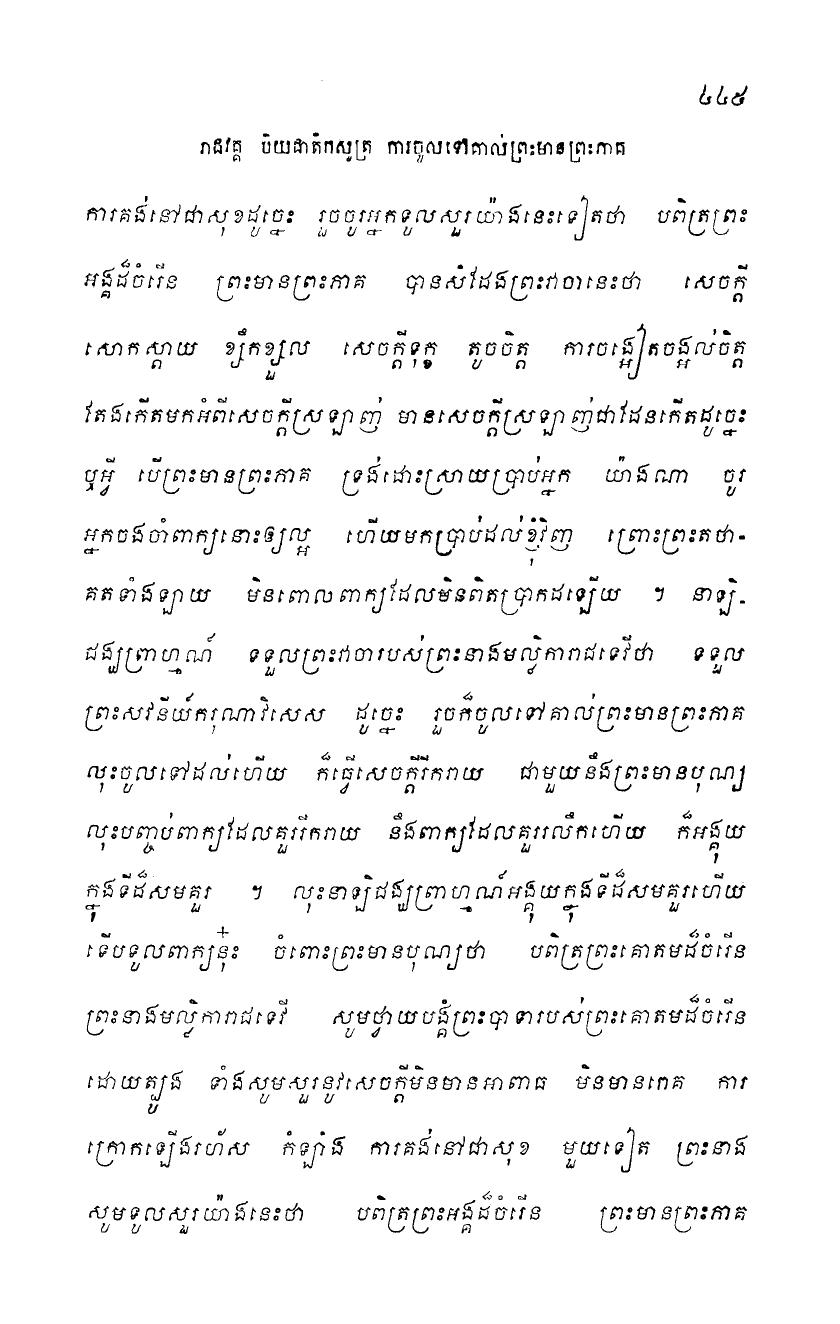 ៤៤៥
រាជវគ្គ បិយជាតិកសូត្រ ការចូលទៅគាល់ព្រះមានព្រះភាគ
ការគង់នៅជាសុខដូច្នេះ រួចចូរអ្នកទូលសួរយ៉ាងនេះទៀតថា បពិត្រព្រះ
អង្គដ៏ចំរើន ព្រះមានព្រះភាគ បានសំដែងព្រះវាចានេះថា សេចក្តី
សោកស្តាយ ខ្សឹកខ្សួល សេចក្តីទុក្ខ តូចចិត្ត ការចង្អៀតចង្អល់ចិត្ត
តែងកើតមកអំពីសេចក្តីស្រឡាញ់ មានសេចក្តីស្រឡាញ់ជាដែនកើតដូច្នេះ
ឬអ្វី បើព្រះមានព្រះភាគ ទ្រង់ដោះស្រាយប្រាប់អ្នក យ៉ាងណា ចូរ
អ្នកចងចាំពាក្យនោះឲ្យល្អ ហើយមកប្រាប់ដល់ខ្ញុំវិញ ព្រោះព្រះតថា-
គតទាំងឡាយ មិនពោលពាក្យដែលមិនពិតប្រាកដឡើយ ។ នាឡិ-
ជង្ឃព្រាហ្មណ៍ ទទួលព្រះវាចារបស់ព្រះនាងមល្លិការាជទេវីថា ទទួល
ព្រះសវនីយ៍ករុណាវិសេស ដូច្នេះ រួចក៏ចូលទៅគាល់ព្រះមានព្រះភាគ
លុះចូលទៅដល់ហើយ ក៏ធ្វើសេចក្តីរីករាយ ជាមួយនឹងព្រះមានបុណ្យ
លុះបញ្ចប់ពាក្យដែលគួររីករាយ នឹងពាក្យដែលគួររលឹកហើយ ក៏អង្គុយ
ក្នុងទីដ៏សមគួរ ។ លុះនាឡិជង្ឃព្រាហ្មណ៍អង្គុយក្នុងទីដ៏សមគួរហើយ
ទើបទូលពាក្យនុ៎ះ ចំពោះព្រះមានបុណ្យថា បពិត្រព្រះគោតមដ៏ចំរើន
ព្រះនាងមល្លិការាជទេវី សូមថ្វាយបង្គំព្រះបាទារបស់ព្រះគោតមដ៏ចំរើន
ដោយត្បូង ទាំងសូមសួរនូវសេចក្តីមិនមានអាពាធ មិនមានរោគ ការ
ក្រោកឡើងរហ័ស កំឡាំង ការគង់នៅជាសុខ មួយទៀត ព្រះនាង
សូមទូលសួរយ៉ាងនេះថា បពិត្រព្រះអង្គដ៏ចំរើន ព្រះមានព្រះភាគ